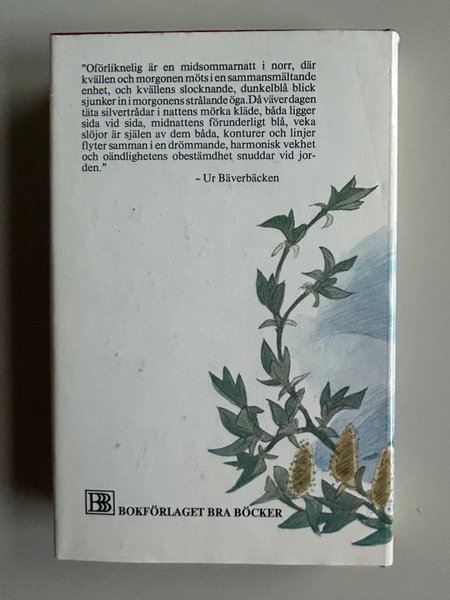 "Oförliknelig är en midsommarnatt i norr, där
kvällen och morgonen möts i en sammansmältande
enhet, och kvällens slocknande, dunkelblå blick
sjunker in i morgonens strålande öga. Då väver dagen
täta silvertrådar i nattens mörka kläde, båda ligger
sida vid sida, midnattens förunderligt blå, veka
slöjor är själen av dem båda, konturer och linjer
flyter samman i en drömmande, harmonisk vekhet
och oändlighetens obestämdhet snuddar vid jor-
den."
– Ur Bäverbäcken
BB BOKFÖRLAGET BRA BÖCKER